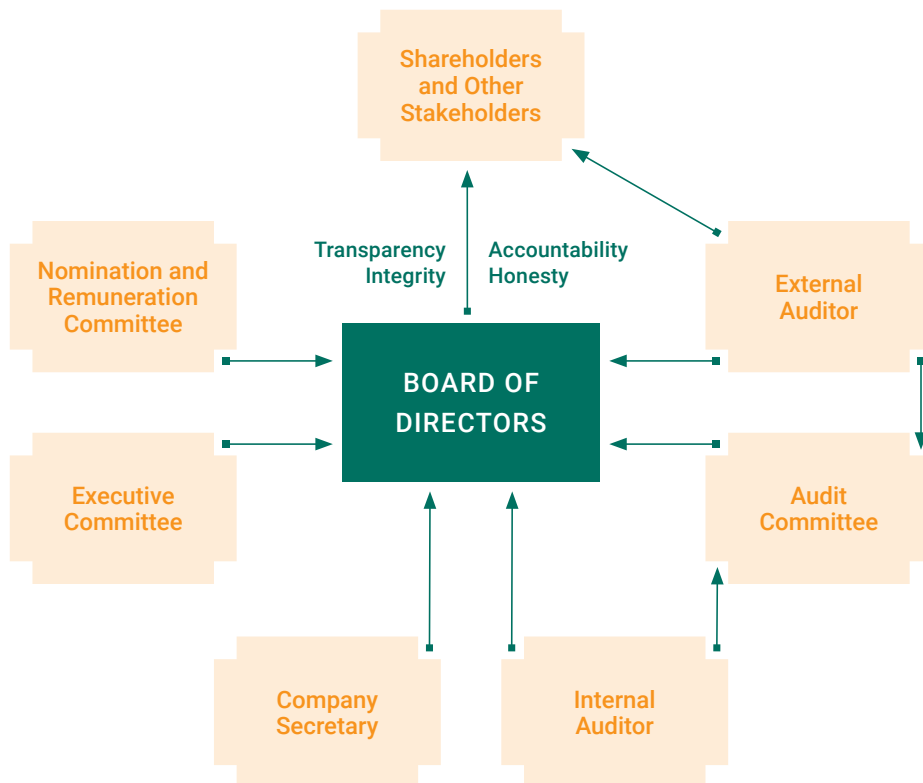 Shareholders
and Other
Stakeholders
Transparency
Integrity
Accountability
Honesty
Nomination and
Remuneration
Committee
External
Auditor
BOARD OF
DIRECTORS
Executive
Committee
Audit
Committee
Company
Secretary
Internal
Auditor